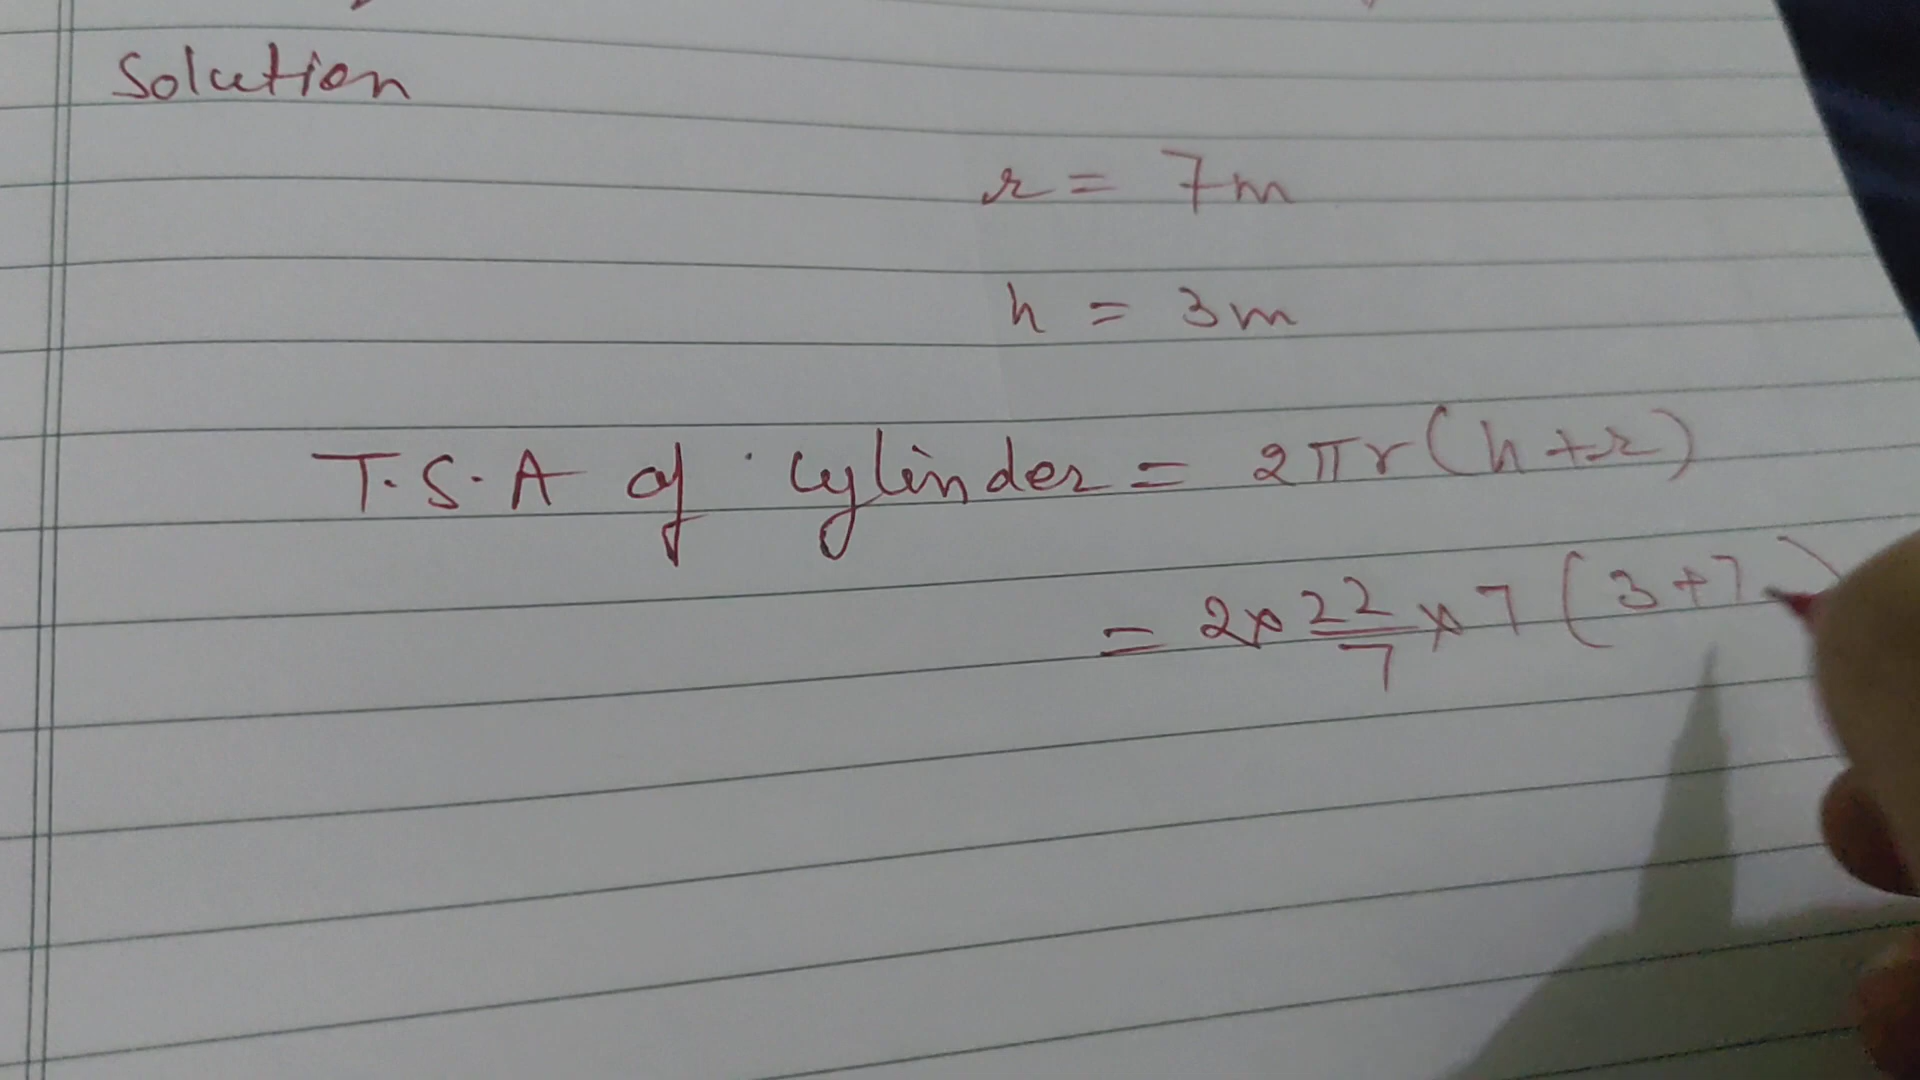 Solution
r = 7m
h = 3m
T.S.A of cylinder = 2πr(h+r)
= 2×22/7×7(3+7)